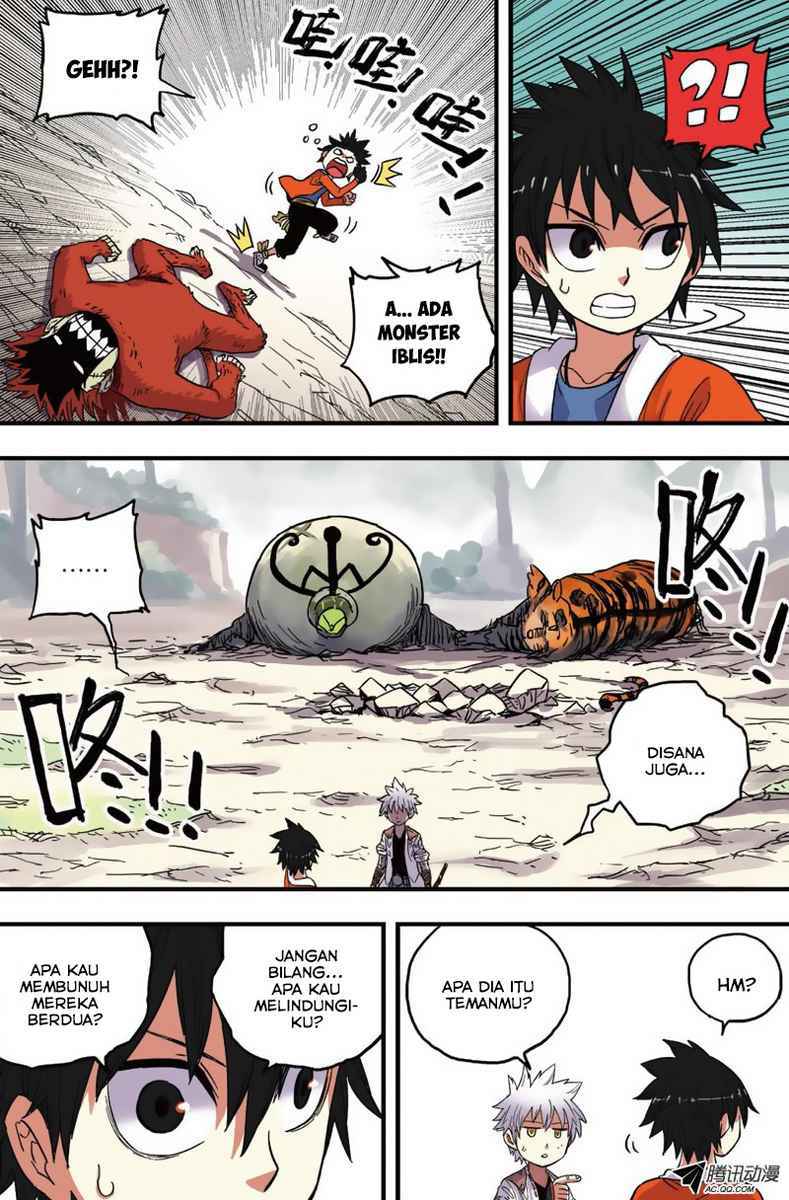 GEHH?!
哇!哇!哇!!
A... ADA
MONSTER
IBLIS!!
?!
......
咚!!
咚!!
DISANA
JUGA...
APA KAU
MEMBUNUH
MEREKA
BERDUA?
JANGAN
BILANG...
APA KAU
MELINDUNGI-
KU?
APA DIA ITU
TEMANMU?
HM?
腾讯动漫
AC.QQ.COM